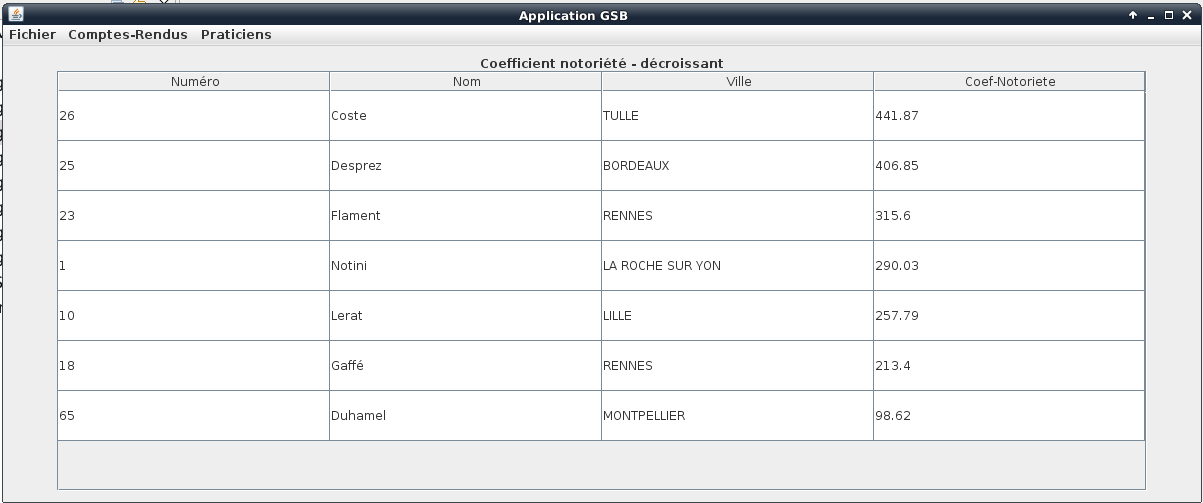 Application GSB
Fichier Comptes-Rendus Praticiens
Coefficient notoriété - décroissant
Numéro Nom Ville Coef-Notoriete
26 Coste TULLE 441.87
25 Desprez BORDEAUX 406.85
23 Flament RENNES 315.6
1 Notini LA ROCHE SUR YON 290.03
10 Lerat LILLE 257.79
18 Gaffé RENNES 213.4
65 Duhamel MONTPELLIER 98.62